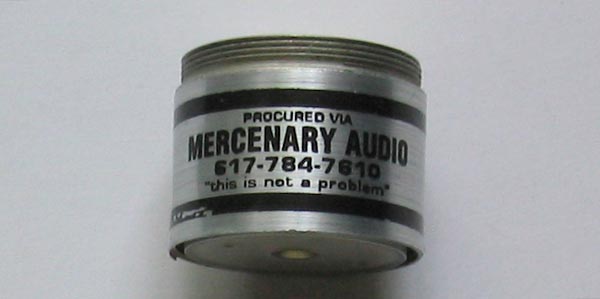 PROCURED VIA
MERCENARY AUDIO
617-784-7610
"this is not a problem"